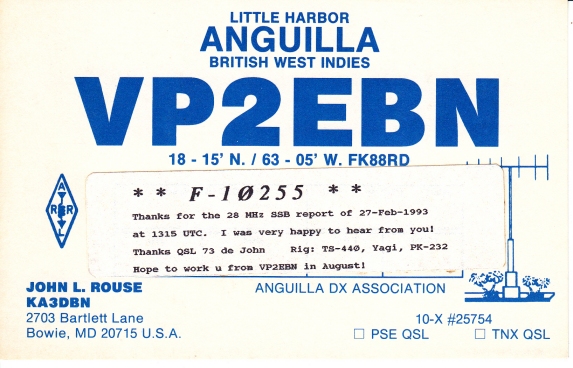 LITTLE HARBOR
ANGUILLA
BRITISH WEST INDIES
VP2EBN
18 - 15' N. / 63 - 05' W. FK88RD
* * F-10255 * *
Thanks for the 28 MHz SSB report of 27-Feb-1993
at 1315 UTC. I was very happy to hear from you!
Thanks QSL 73 de John Rig: TS-440, Yagi, PK-232
Hope to work u from VP2EBN in August!
A
R R
L
JOHN L. ROUSE
KA3DBN
2703 Bartlett Lane
Bowie, MD 20715 U.S.A.
ANGUILLA DX ASSOCIATION
10-X #25754
☐ PSE QSL ☐ TNX QSL